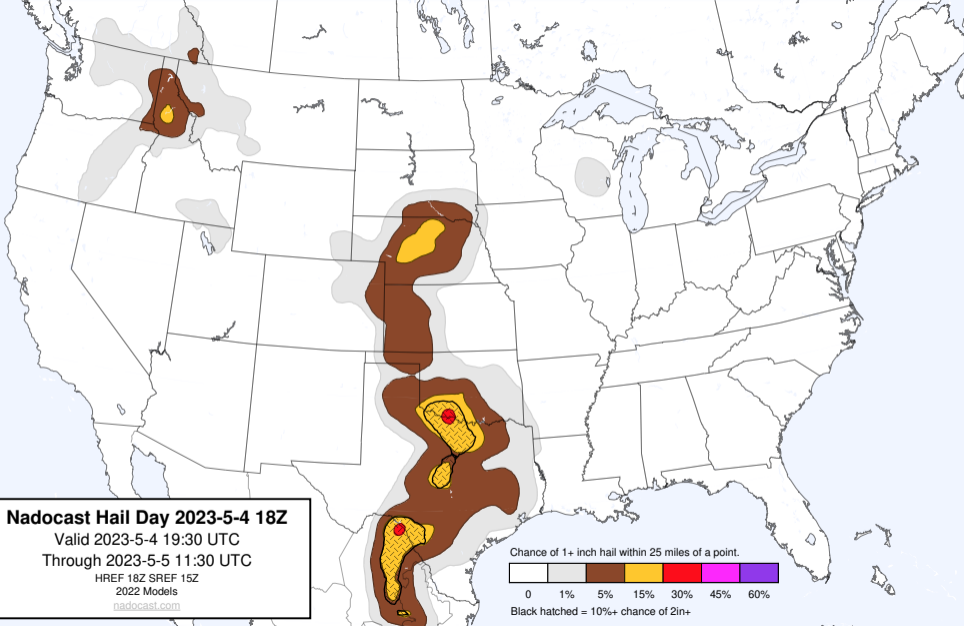 Nadocast Hail Day 2023-5-4 18Z
Valid 2023-5-4 19:30 UTC
Through 2023-5-5 11:30 UTC
HREF 18Z SREF 15Z
2022 Models
nadocast.com
Chance of 1+ inch hail within 25 miles of a point.
0 1% 5% 15% 30% 45% 60%
Black hatched = 10%+ chance of 2in+